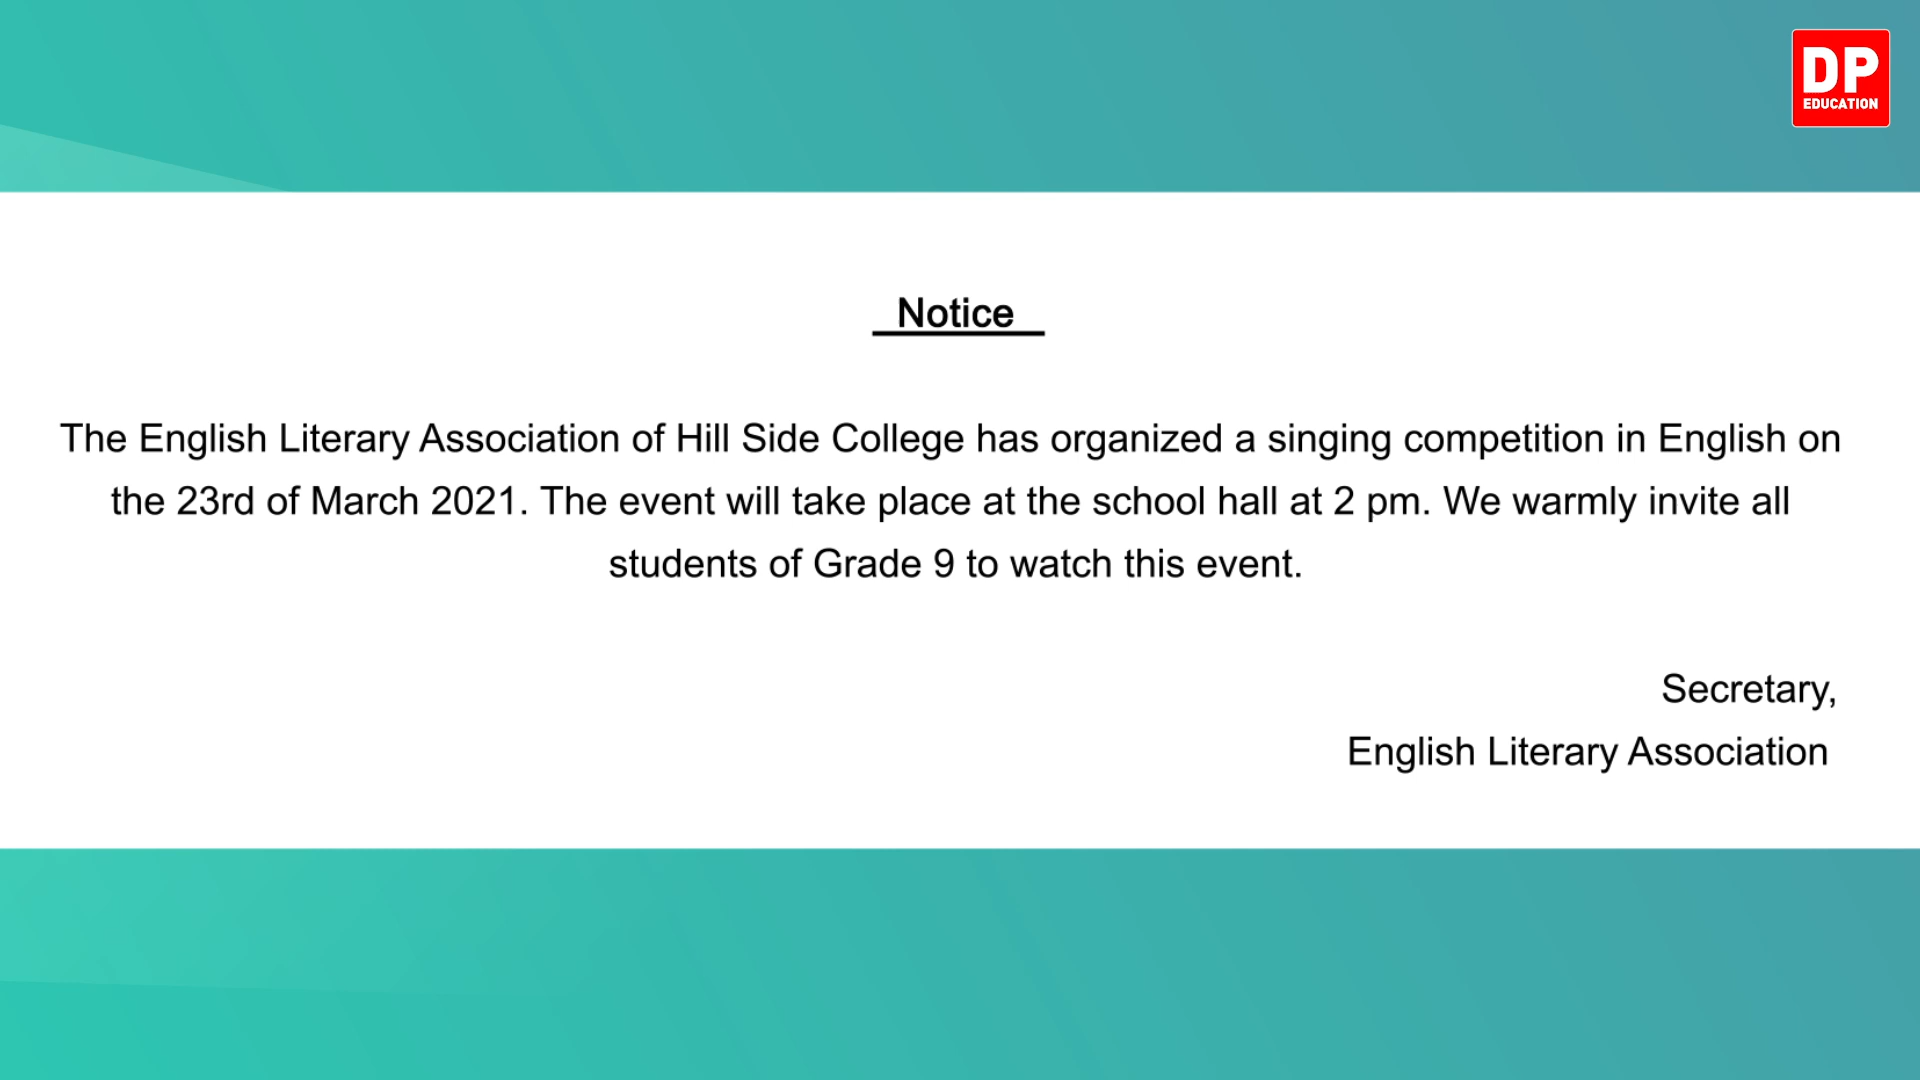 DP
EDUCATION
Notice
The English Literary Association of Hill Side College has organized a singing competition in English on
the 23rd of March 2021. The event will take place at the school hall at 2 pm. We warmly invite all
students of Grade 9 to watch this event.
Secretary,
English Literary Association